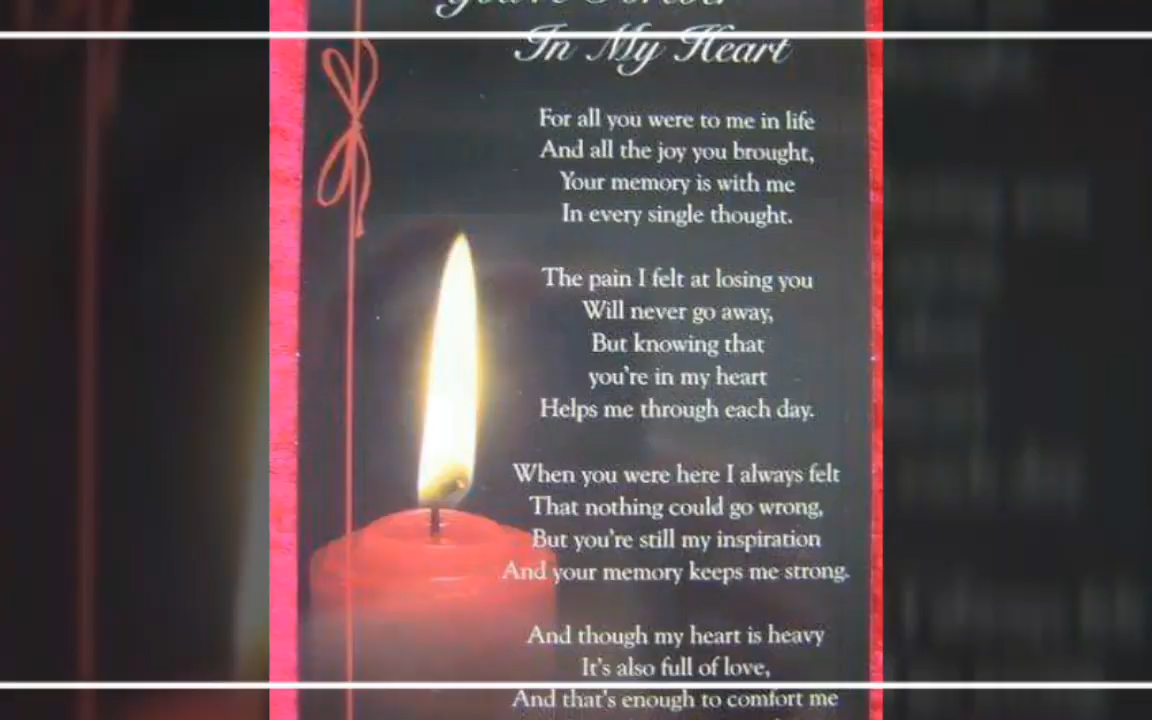 In My Heart
For all you were to me in life
And all the joy you brought,
Your memory is with me
In every single thought.
The pain I felt at losing you
Will never go away,
But knowing that
you're in my heart
Helps me through each day.
When you were here I always felt
That nothing could go wrong,
But you're still my inspiration
And your memory keeps me strong.
And though my heart is heavy
It's also full of love,
And that's enough to comfort me